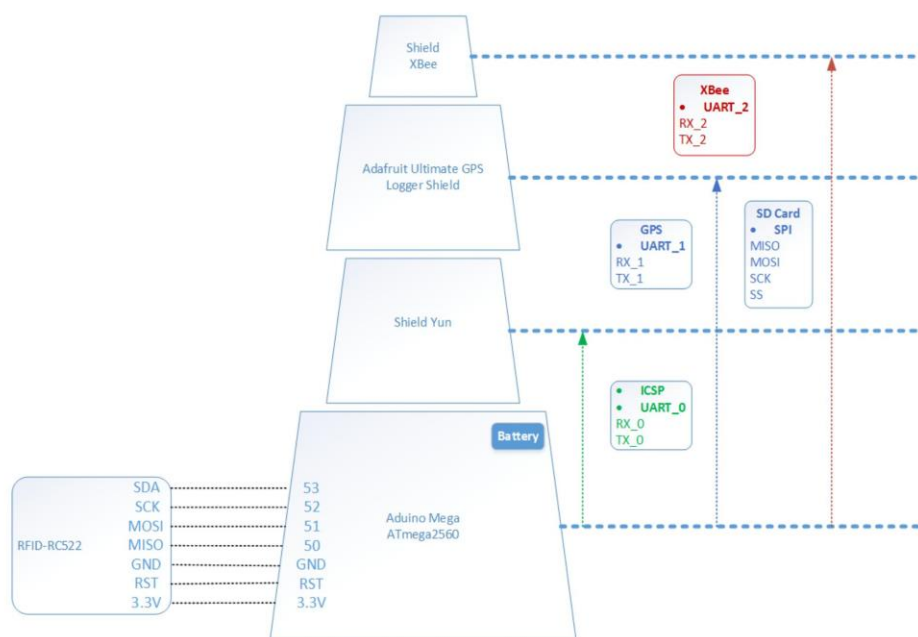 Shield
XBee
XBee
• UART_2
RX_2
TX_2
Adafruit Ultimate GPS
Logger Shield
GPS
• UART_1
RX_1
TX_1
SD Card
• SPI
MISO
MOSI
SCK
SS
Shield Yun
• ICSP
• UART_0
RX_0
TX_0
Battery
RFID-RC522
SDA
SCK
MOSI
MISO
GND
RST
3.3V
53
52
51
50
GND
RST
3.3V
Aduino Mega
ATmega2560